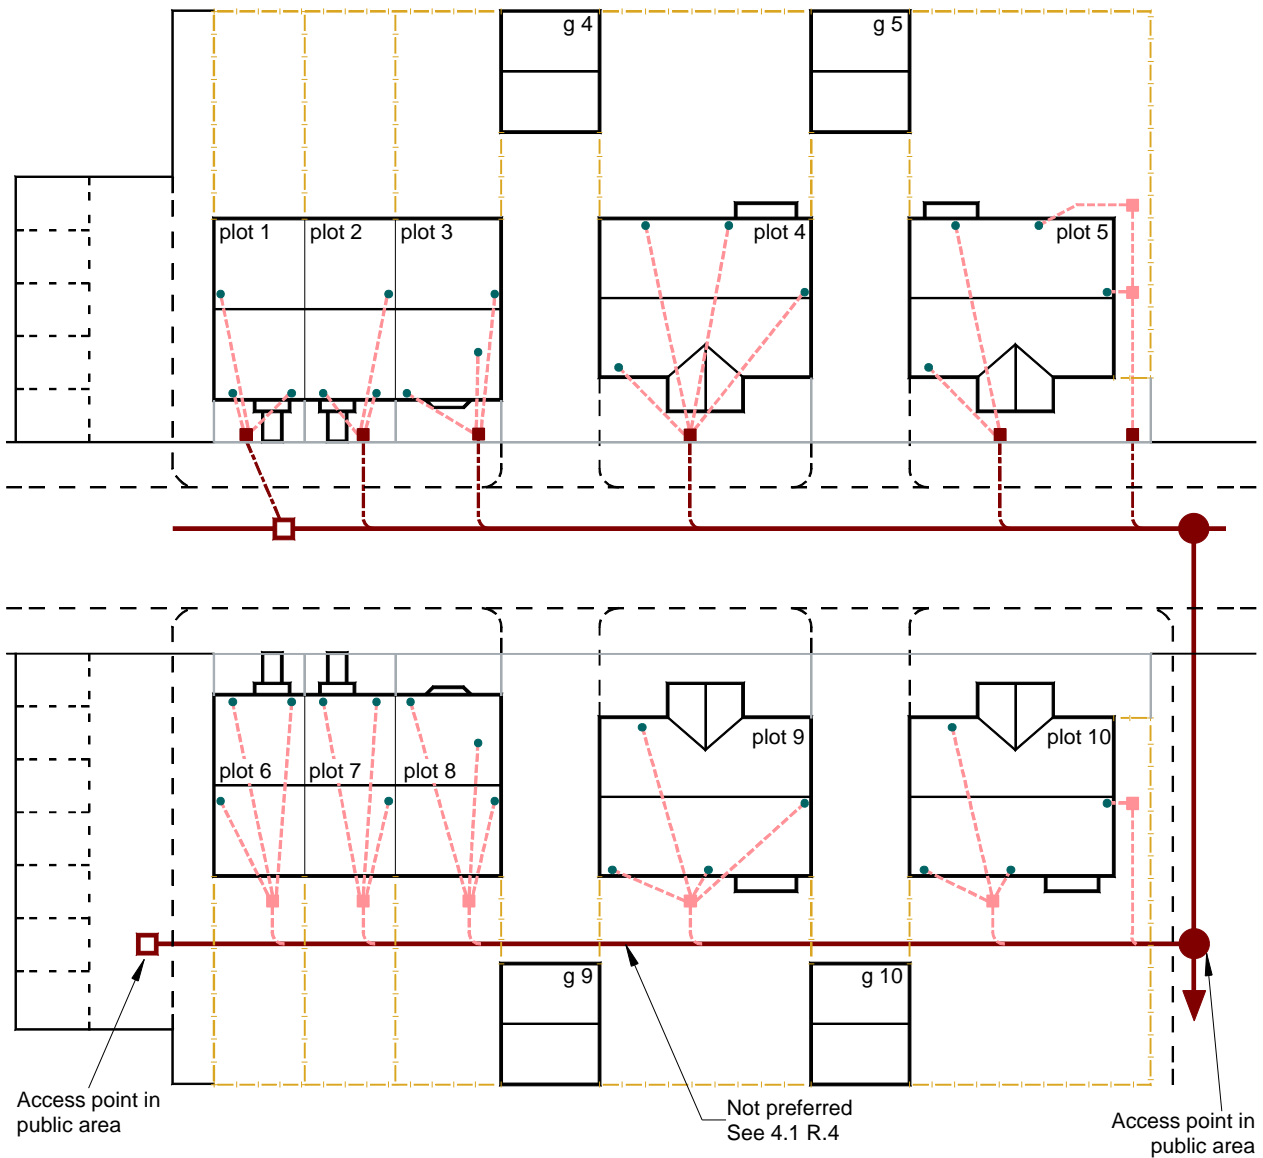 g 4
g 5
plot 1
plot 2
plot 3
plot 4
plot 5
plot 6
plot 7
plot 8
plot 9
plot 10
g 9
g 10
Access point in
public area
Not preferred
See 4.1 R.4
Access point in
public area